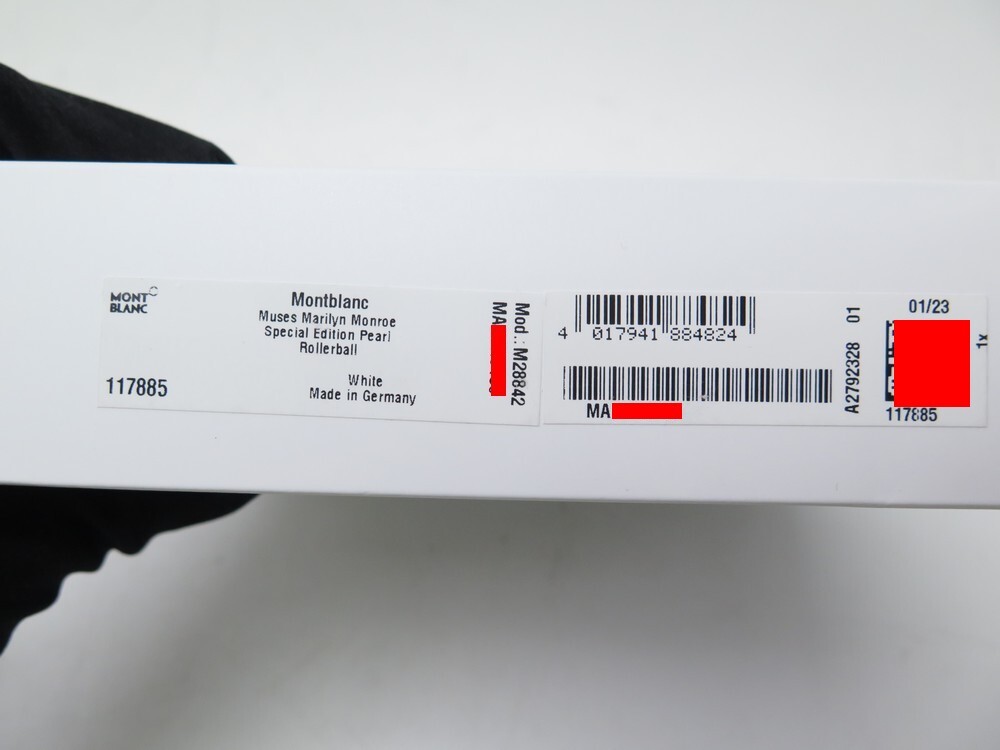 MONT
BLANC
Montblanc
Muses Marilyn Monroe
Special Edition Pearl
Rollerball
117885
White
Made in Germany
MA
Mod.: M28842
4 017941 884824
MA
A2792328 01
01/23
1x
117885